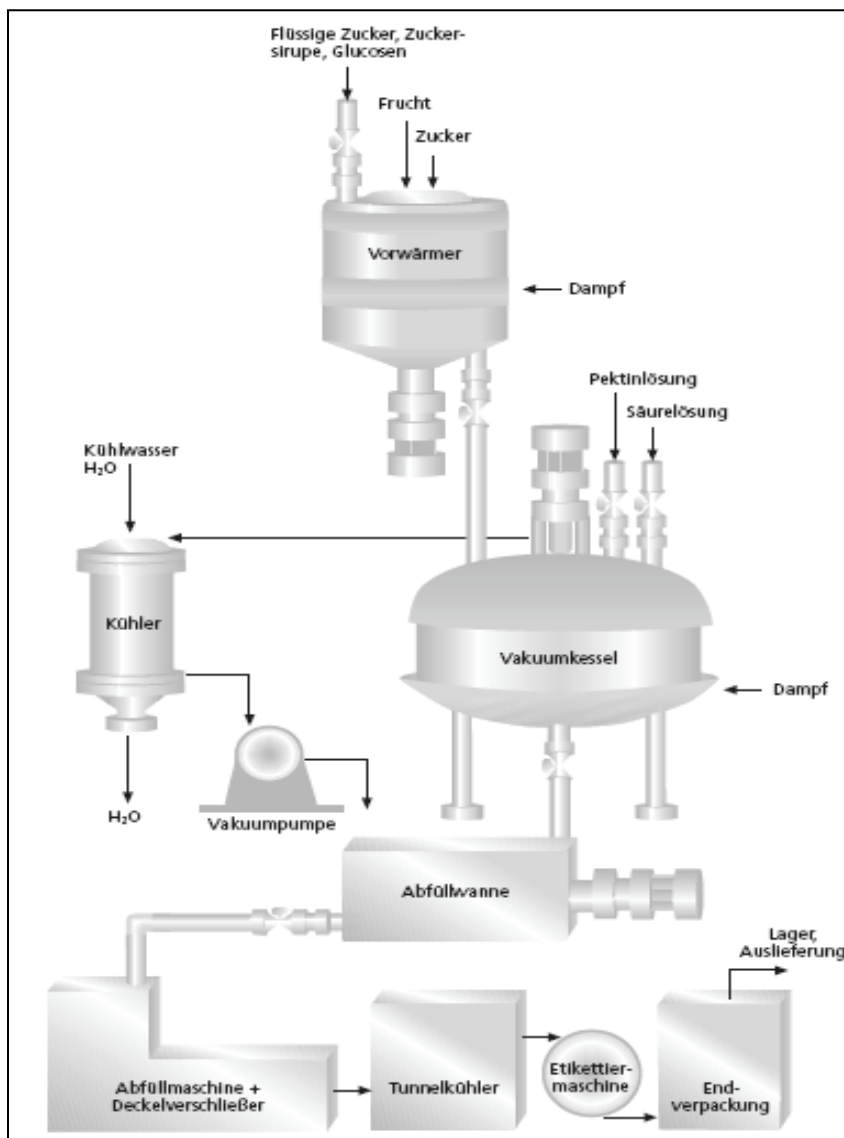 Flüssige Zucker, Zucker-
sirupe, Glucosen
Frucht
Zucker
Vorwärmer
Dampf
Pektinlösung
Säurelösung
Kühlwasser
H₂O
Kühler
Vakuumkessel
Dampf
H₂O
Vakuumpumpe
Abfüllwanne
Lager,
Auslieferung
Abfüllmaschine +
Deckelverschließer
Tunnelkühler
Etikettier-
maschine
End-
verpackung